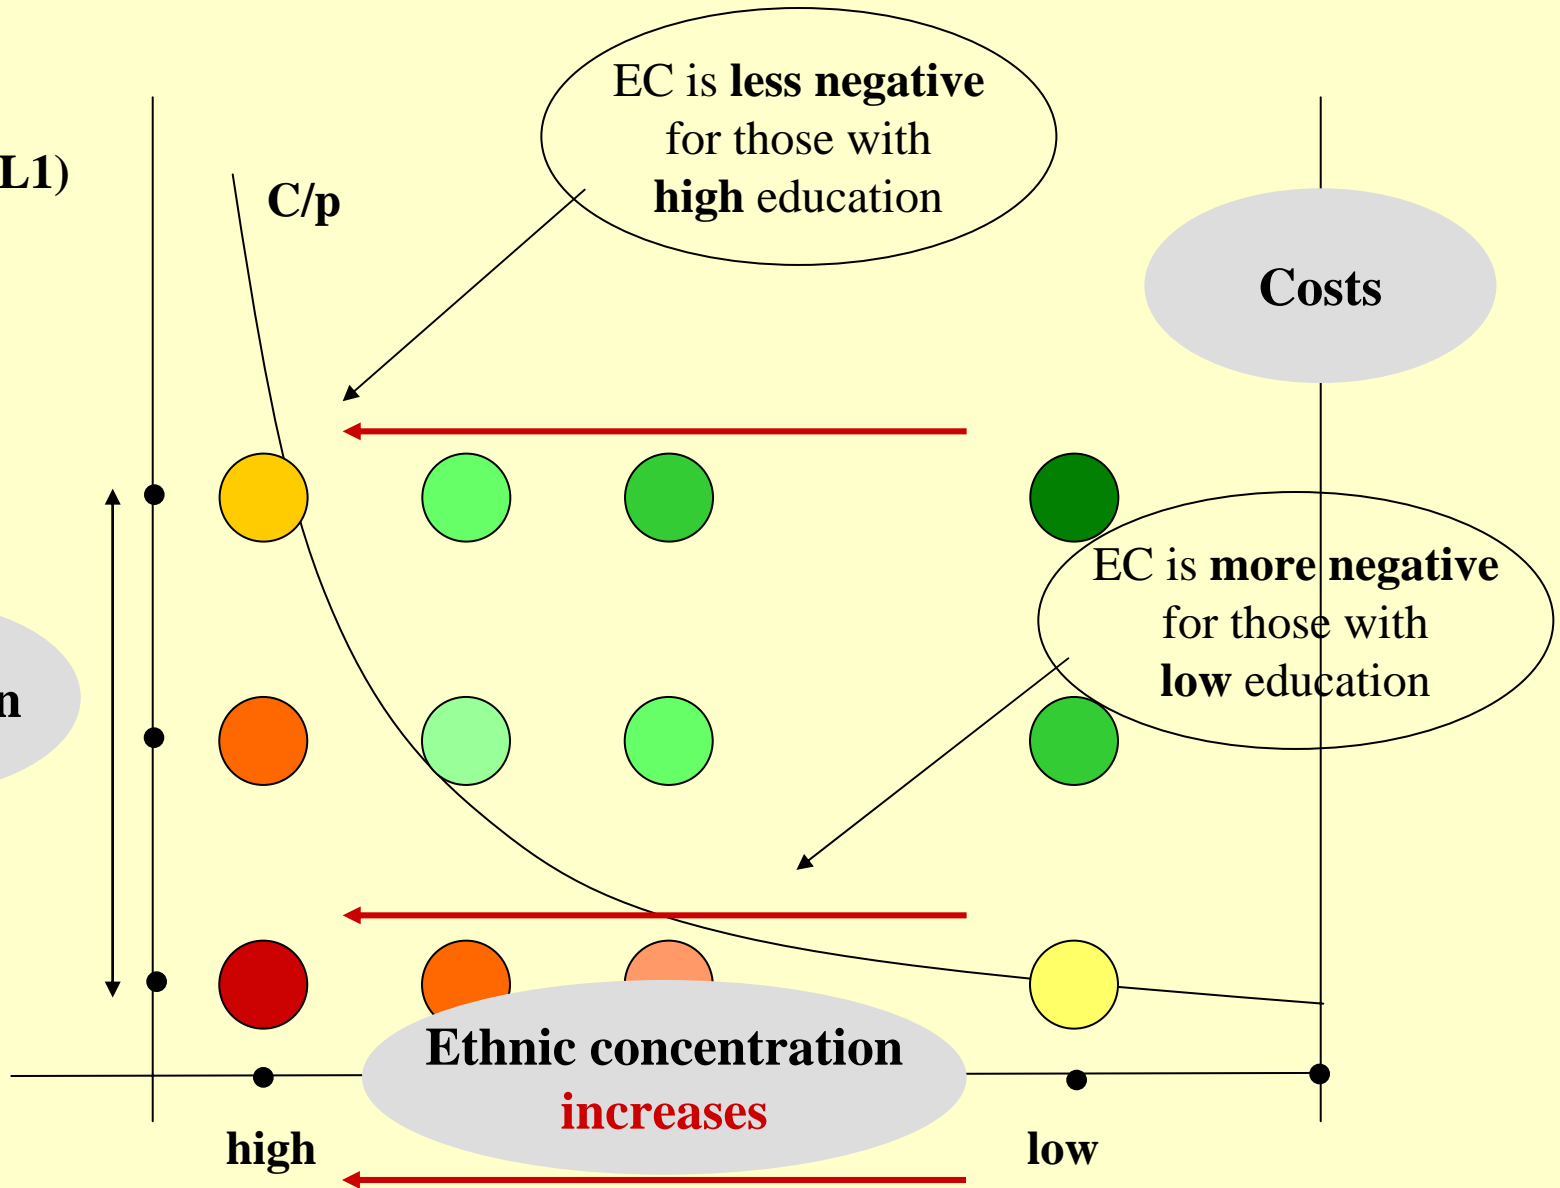 EC is less negative
for those with
high education
L1)
C/p
Costs
EC is more negative
for those with
low education
n
Ethnic concentration
increases
high
low